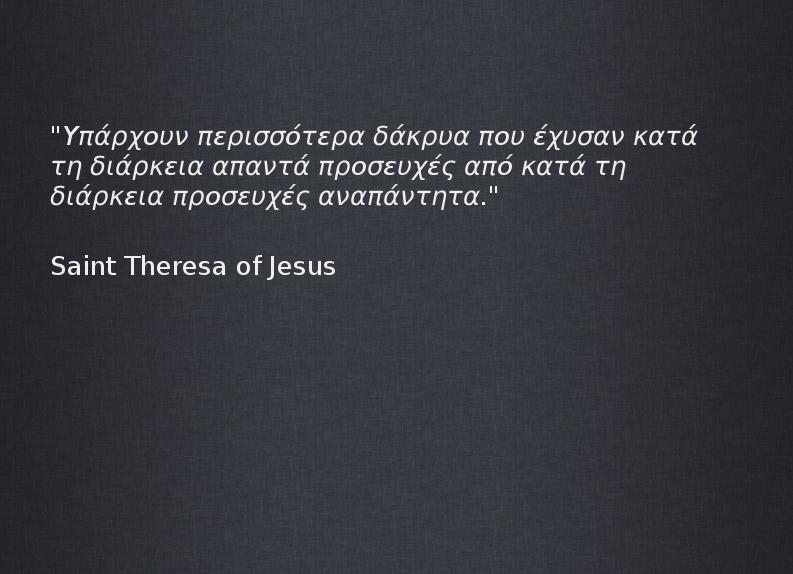 "Υπάρχουν περισσότερα δάκρυα που έχυσαν κατά
τη διάρκεια απαντά προσευχές από κατά τη
διάρκεια προσευχές αναπάντητα."
Saint Theresa of Jesus